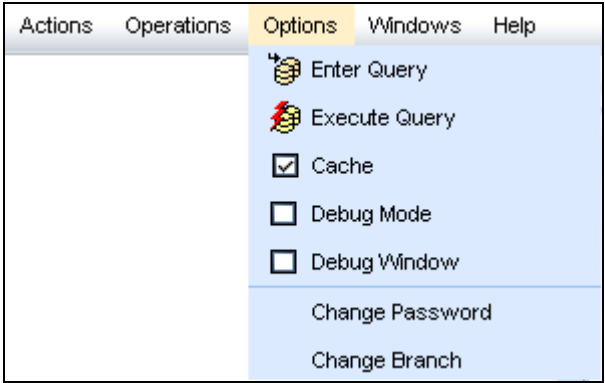 Actions Operations Options Windows Help
Enter Query
Execute Query
Cache
Debug Mode
Debug Window
Change Password
Change Branch